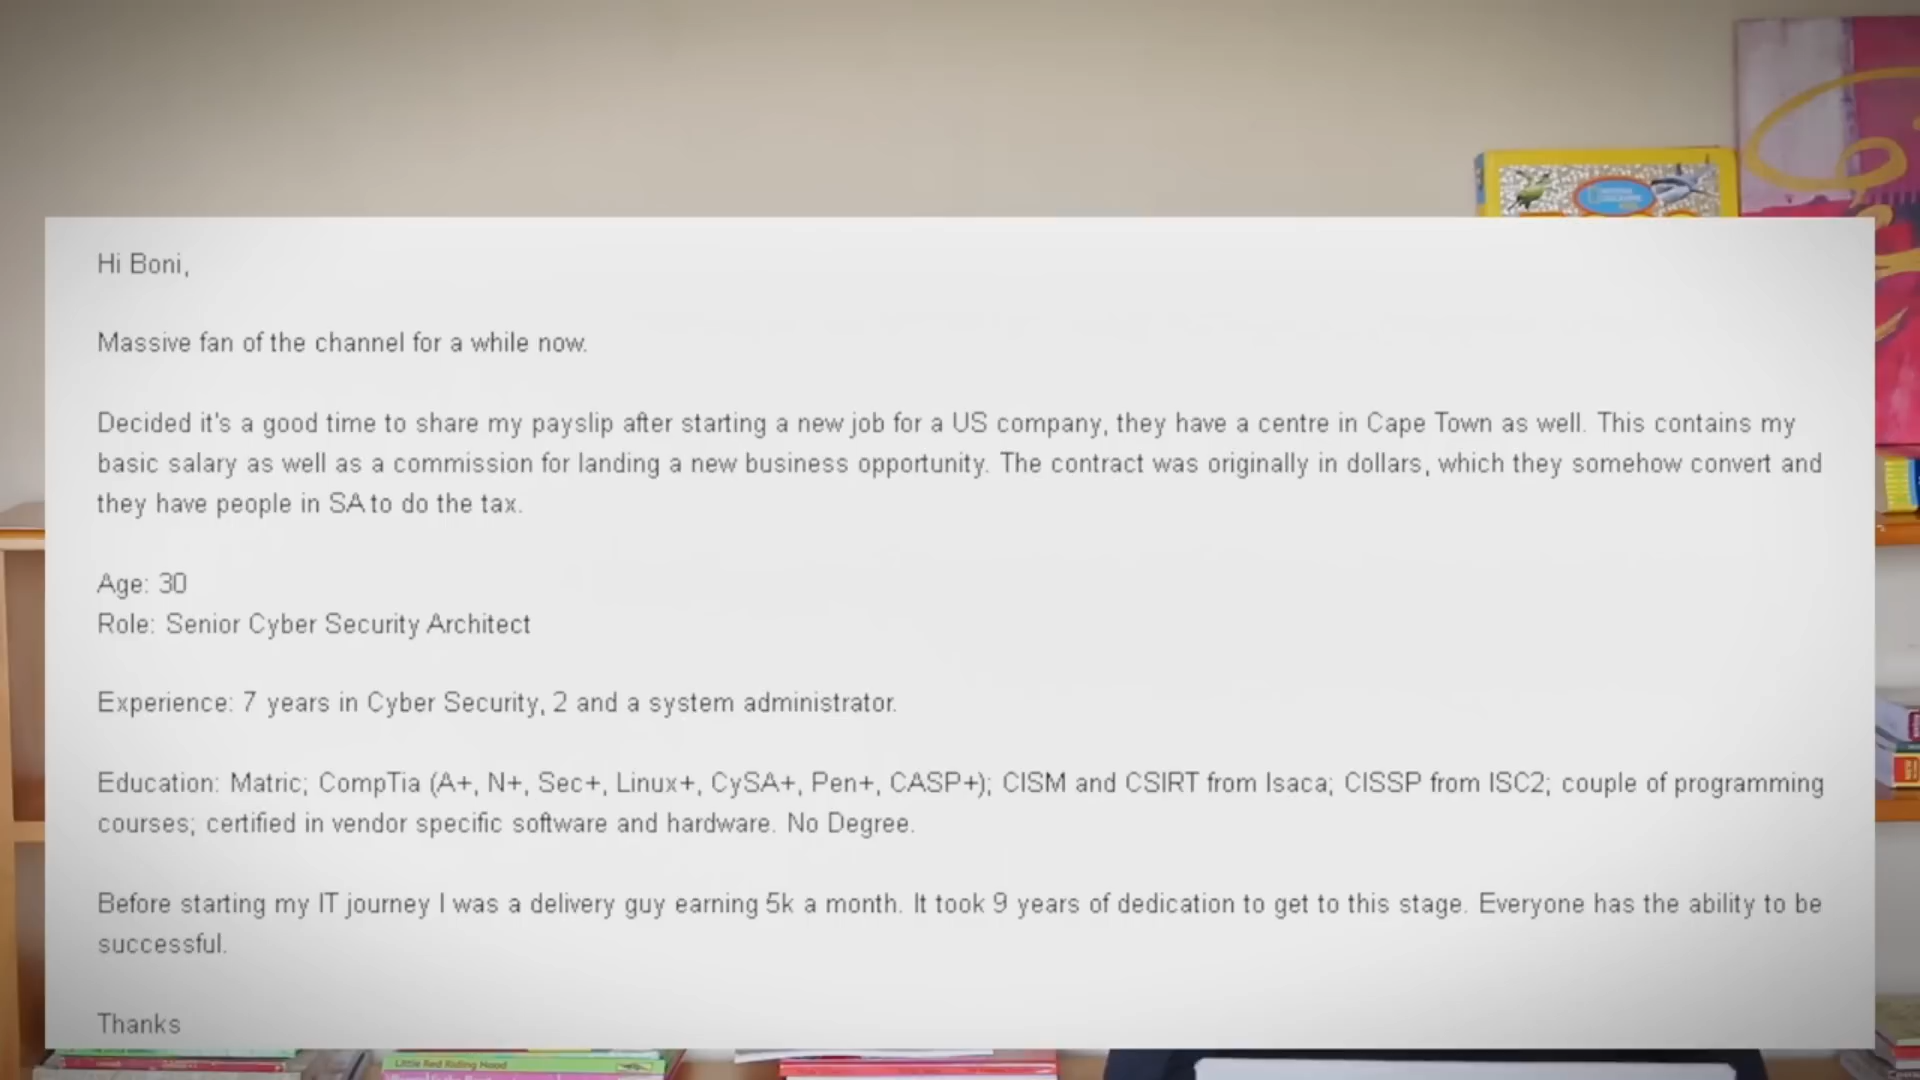 Hi Boni,
Massive fan of the channel for a while now.
Decided it's a good time to share my payslip after starting a new job for a US company, they have a centre in Cape Town as well. This contains my
basic salary as well as a commission for landing a new business opportunity. The contract was originally in dollars, which they somehow convert and
they have people in SA to do the tax.
Age: 30
Role: Senior Cyber Security Architect
Experience: 7 years in Cyber Security, 2 and a system administrator.
Education: Matric; CompTia (A+, N+, Sec+, Linux+, CySA+, Pen+, CASP+); CISM and CSIRT from Isaca; CISSP from ISC2; couple of programming
courses; certified in vendor specific software and hardware. No Degree.
Before starting my IT journey I was a delivery guy earning 5k a month. It took 9 years of dedication to get to this stage. Everyone has the ability to be
successful.
Thanks
Little Red Riding Hood